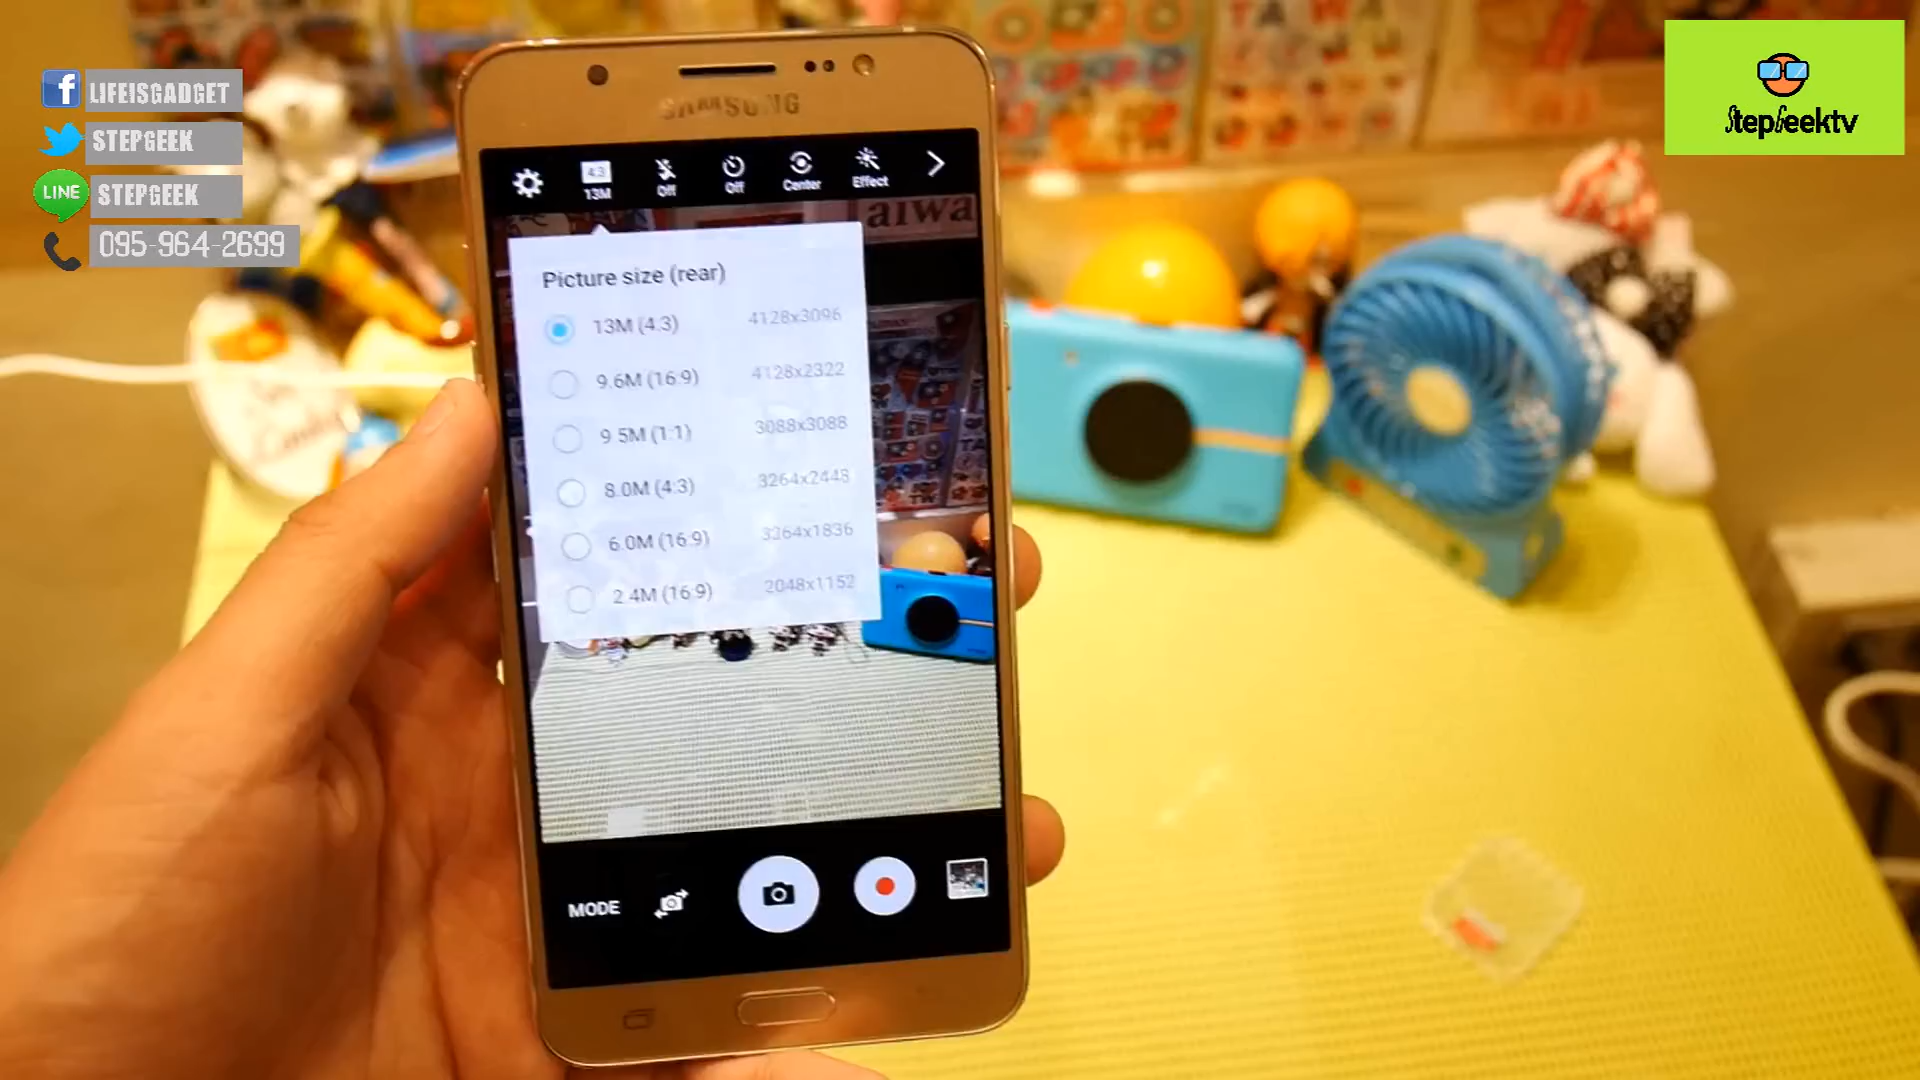 LIFEISGADGET
STEPGEEK
LINE STEPGEEK
095-964-2699
StepGeektv
SAMSUNG
4:3
13M
Off
Off
Center
Effect
aiwa
Picture size (rear)
13M (4:3) 4128x3096
9.6M (16:9) 4128x2322
9.5M (1:1) 3088x3088
8.0M (4:3) 3264x2448
6.0M (16:9) 3264x1836
2.4M (16:9) 2048x1152
MODE